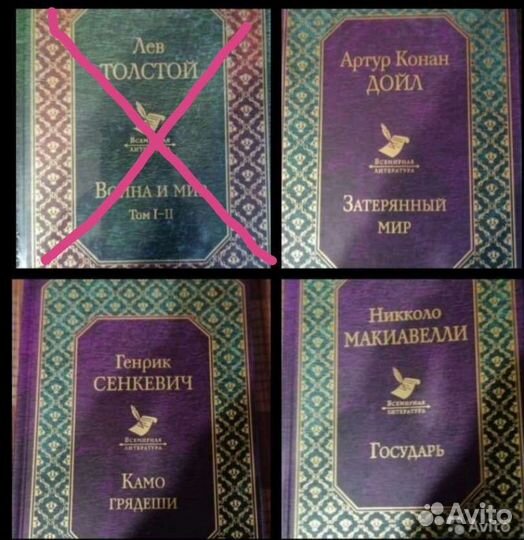 Лев
ТОЛСТОЙ
Всемирная
литература
Война и мир
Том I–II
Артур Конан
ДОЙЛ
Всемирная
литература
Затерянный
мир
Генрик
СЕНКЕВИЧ
Всемирная
литература
Камо
грядеши
Никколо
МАКИАВЕЛЛИ
Всемирная
литература
Государь
Avito
Avito